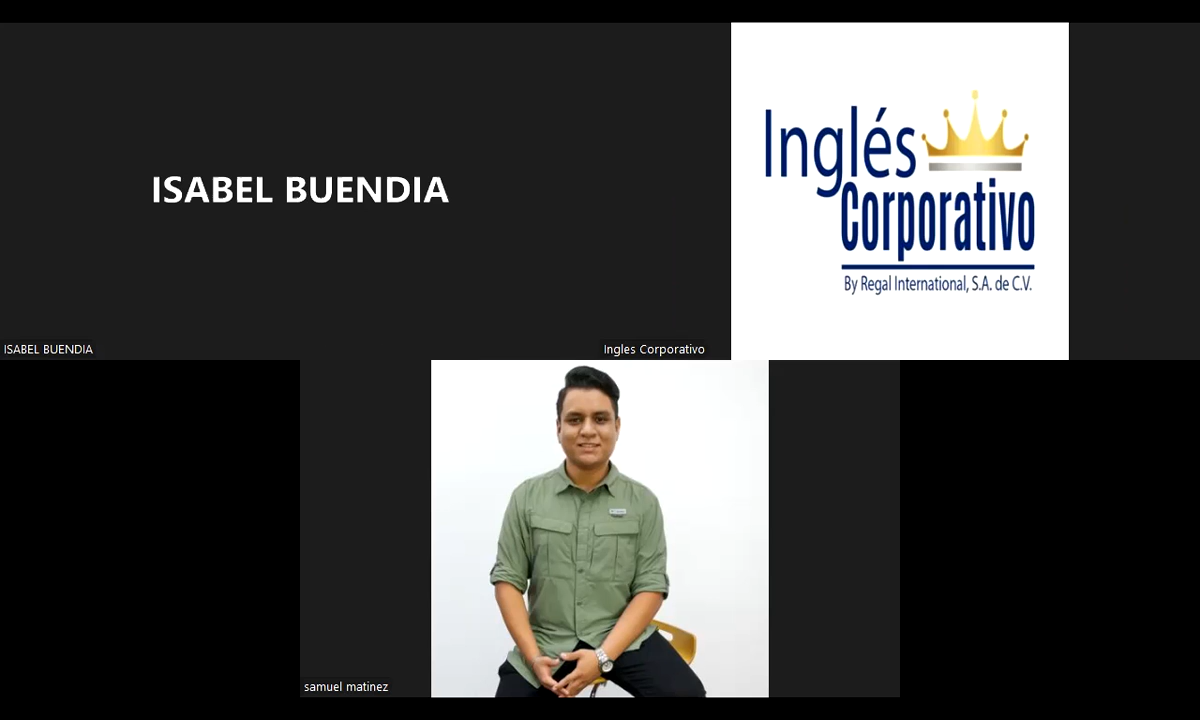 ISABEL BUENDIA
Inglés
Corporativo
By Regal International, S.A. de C.V.
ISABEL BUENDIA
Ingles Corporativo
samuel matinez